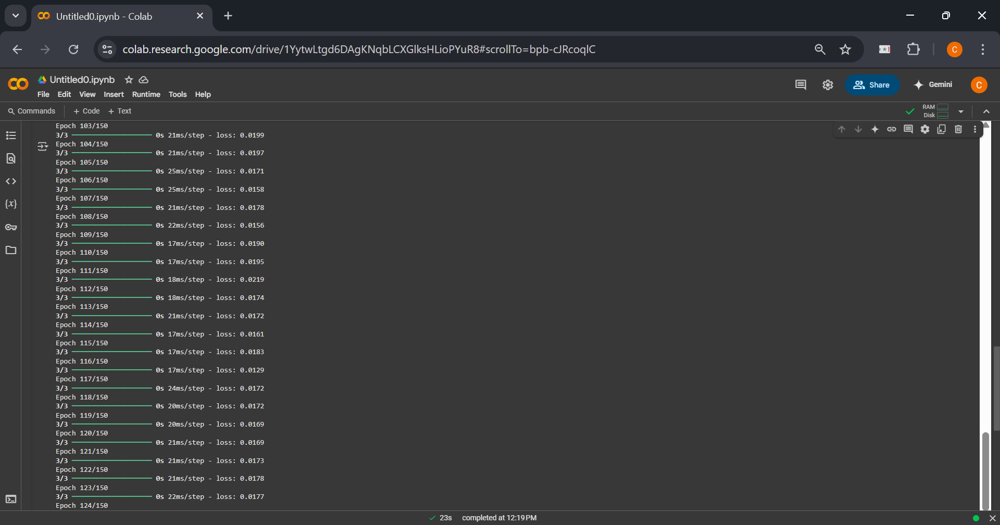 Untitled0.ipynb - Colab
colab.research.google.com/drive/1YytwLtgd6DAgKNqbLCXGlksHLioPYuR8#scrollTo=bpb-cJRcoqlC
C
Untitled0.ipynb
File Edit View Insert Runtime Tools Help
Share
Gemini
C
Commands + Code + Text
RAM
Disk
Epoch 103/150
3/3 0s 21ms/step - loss: 0.0199
Epoch 104/150
3/3 0s 21ms/step - loss: 0.0197
Epoch 105/150
3/3 0s 25ms/step - loss: 0.0171
Epoch 106/150
3/3 0s 25ms/step - loss: 0.0158
Epoch 107/150
3/3 0s 21ms/step - loss: 0.0178
Epoch 108/150
3/3 0s 22ms/step - loss: 0.0156
Epoch 109/150
3/3 0s 17ms/step - loss: 0.0190
Epoch 110/150
3/3 0s 17ms/step - loss: 0.0195
Epoch 111/150
3/3 0s 18ms/step - loss: 0.0219
Epoch 112/150
3/3 0s 18ms/step - loss: 0.0174
Epoch 113/150
3/3 0s 21ms/step - loss: 0.0172
Epoch 114/150
3/3 0s 17ms/step - loss: 0.0161
Epoch 115/150
3/3 0s 17ms/step - loss: 0.0183
Epoch 116/150
3/3 0s 17ms/step - loss: 0.0129
Epoch 117/150
3/3 0s 24ms/step - loss: 0.0172
Epoch 118/150
3/3 0s 20ms/step - loss: 0.0172
Epoch 119/150
3/3 0s 20ms/step - loss: 0.0169
Epoch 120/150
3/3 0s 21ms/step - loss: 0.0169
Epoch 121/150
3/3 0s 21ms/step - loss: 0.0173
Epoch 122/150
3/3 0s 21ms/step - loss: 0.0178
Epoch 123/150
3/3 0s 22ms/step - loss: 0.0177
Epoch 124/150
23s completed at 12:19 PM